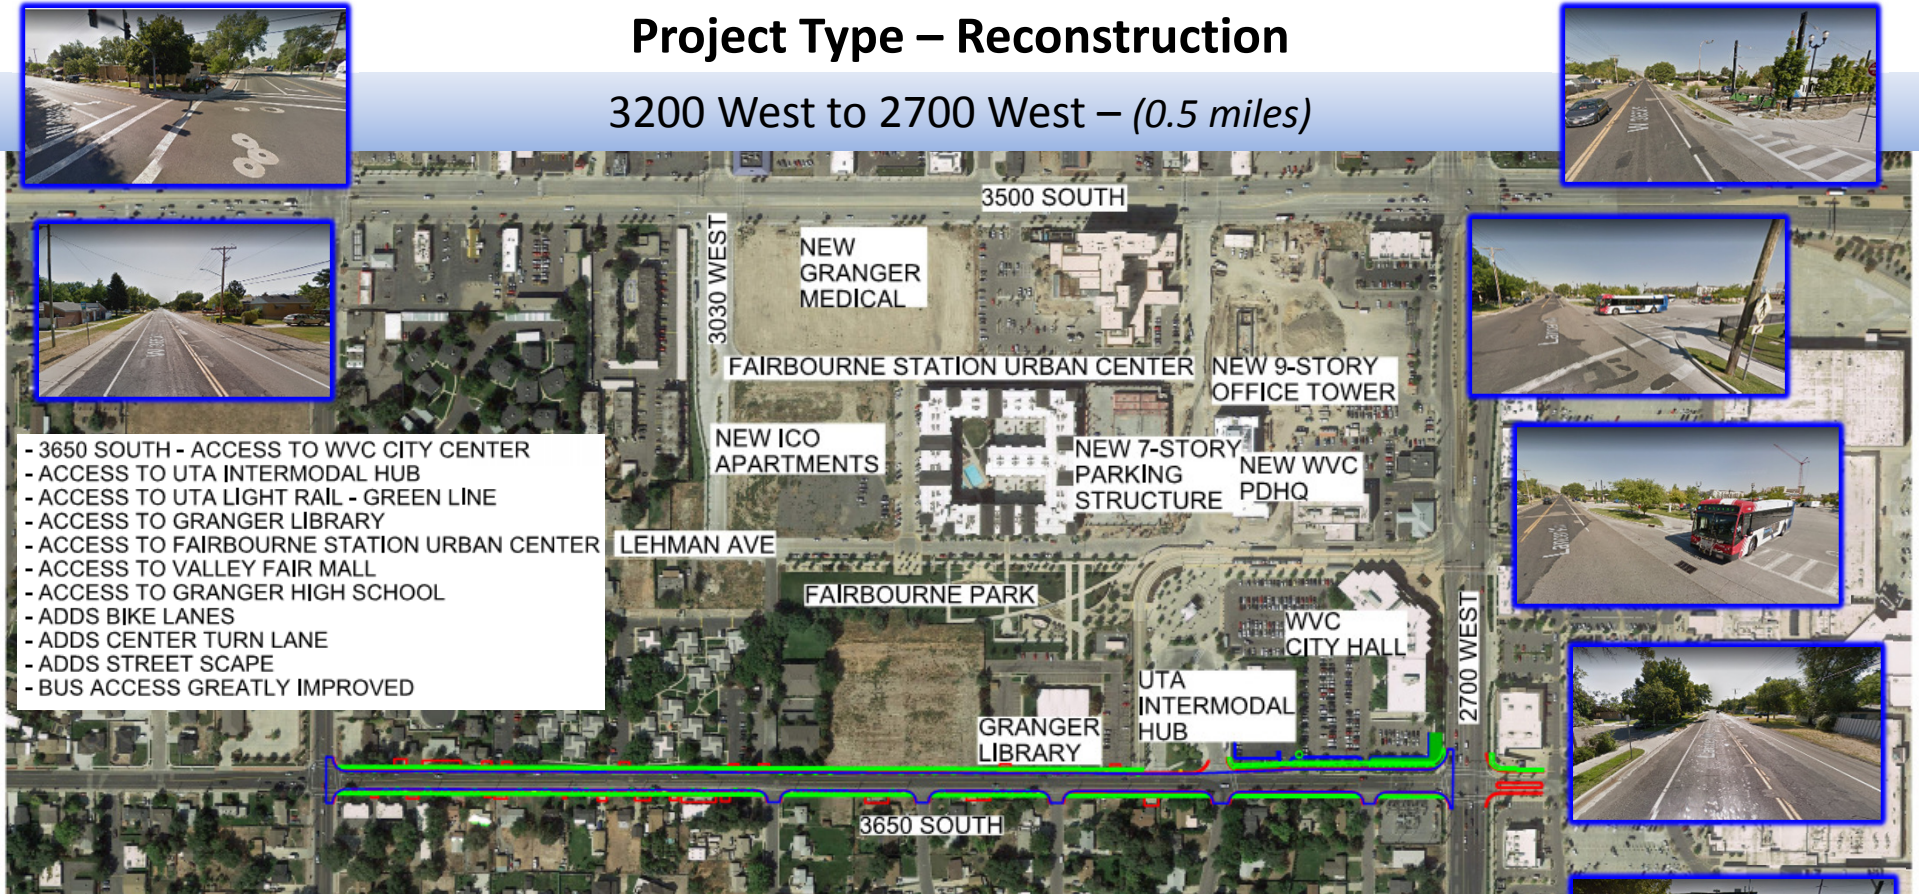 Project Type – Reconstruction
3200 West to 2700 West – (0.5 miles)
3500 SOUTH
3030 WEST
NEW
GRANGER
MEDICAL
FAIRBOURNE STATION URBAN CENTER
NEW 9-STORY
OFFICE TOWER
NEW ICO
APARTMENTS
NEW 7-STORY
PARKING
STRUCTURE
NEW WVC
PDHQ
- 3650 SOUTH - ACCESS TO WVC CITY CENTER
- ACCESS TO UTA INTERMODAL HUB
- ACCESS TO UTA LIGHT RAIL - GREEN LINE
- ACCESS TO GRANGER LIBRARY
- ACCESS TO FAIRBOURNE STATION URBAN CENTER
- ACCESS TO VALLEY FAIR MALL
- ACCESS TO GRANGER HIGH SCHOOL
- ADDS BIKE LANES
- ADDS CENTER TURN LANE
- ADDS STREET SCAPE
- BUS ACCESS GREATLY IMPROVED
LEHMAN AVE
FAIRBOURNE PARK
WVC
CITY HALL
2700 WEST
UTA
INTERMODAL
HUB
GRANGER
LIBRARY
3650 SOUTH